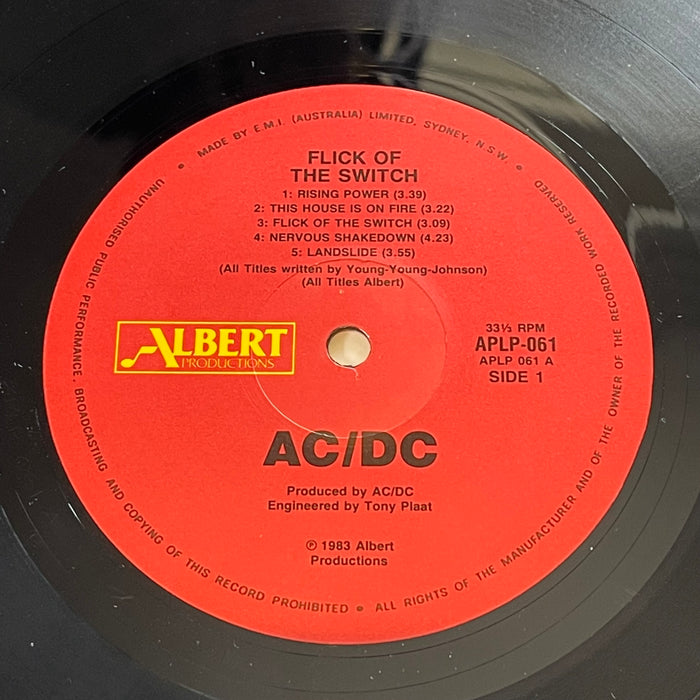 MADE BY E.M.I. (AUSTRALIA) LIMITED, SYDNEY, N.S.W.
FLICK OF
THE SWITCH
1: RISING POWER (3.39)
2: THIS HOUSE IS ON FIRE (3.22)
3: FLICK OF THE SWITCH (3.09)
4: NERVOUS SHAKEDOWN (4.23)
5: LANDSLIDE (3.55)
(All Titles written by Young-Young-Johnson)
(All Titles Albert)
ALBERT
PRODUCTIONS
33⅓ RPM
APLP-061
APLP 061 A
SIDE 1
AC/DC
Produced by AC/DC
Engineered by Tony Plaat
℗ 1983 Albert
Productions
UNAUTHORISED PUBLIC PERFORMANCE, BROADCASTING AND COPYING OF THIS RECORD PROHIBITED • ALL RIGHTS OF THE MANUFACTURER AND OF THE OWNER OF THE RECORDED WORK RESERVED